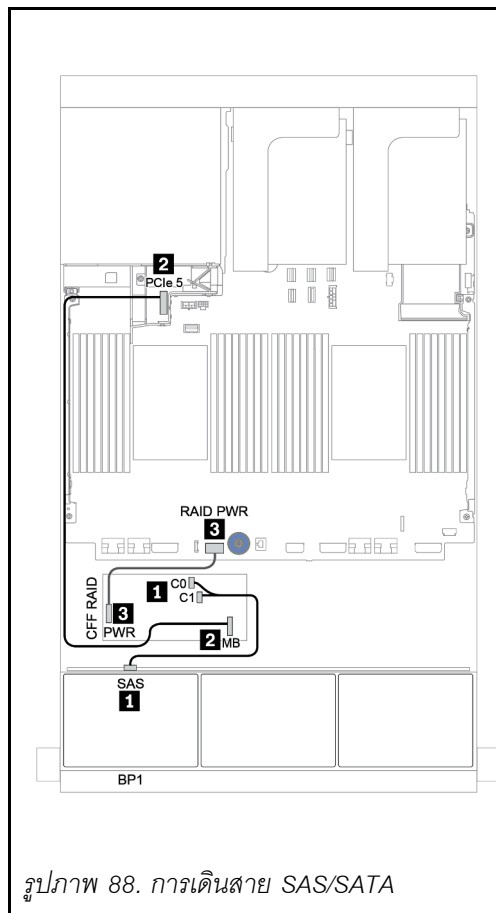 2
PCIe 5
RAID PWR
3
CFF RAID
1
C0
C1
3
PWR
2
MB
SAS
1
BP1
รูปภาพ 88. การเดินสาย SAS/SATA